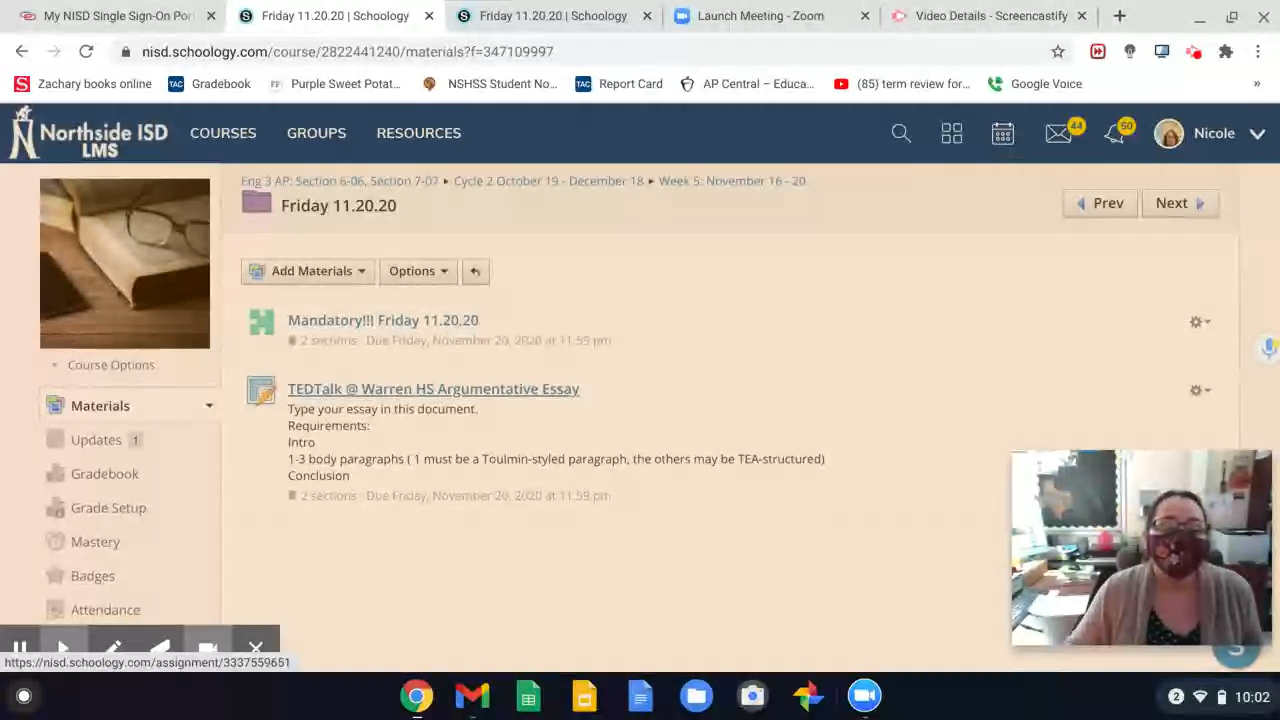 My NISD Single Sign-On Por
Friday 11.20.20 | Schoology
Friday 11.20.20 | Schoology
Launch Meeting - Zoom
Video Details - Screencastify
nisd.schoology.com/course/2822441240/materials?f=347109997
Zachary books online
Gradebook
Purple Sweet Potat...
NSHSS Student No...
Report Card
AP Central – Educa...
(85) term review for...
Google Voice
»
Northside ISD
LMS
COURSES
GROUPS
RESOURCES
44
50
Nicole
Eng 3 AP: Section 6-06, Section 7-07 ▸ Cycle 2 October 19 - December 18 ▸ Week 5: November 16 - 20
Friday 11.20.20
Prev
Next
Add Materials
Options
Mandatory!!! Friday 11.20.20
2 sections · Due Friday, November 20, 2020 at 11:59 pm
Course Options
TEDTalk @ Warren HS Argumentative Essay
Type your essay in this document.
Requirements:
Intro
1-3 body paragraphs ( 1 must be a Toulmin-styled paragraph, the others may be TEA-structured)
Conclusion
2 sections · Due Friday, November 20, 2020 at 11:59 pm
Materials
Updates 1
Gradebook
Grade Setup
Mastery
Badges
Attendance
https://nisd.schoology.com/assignment/3337559651
S
2
10:02